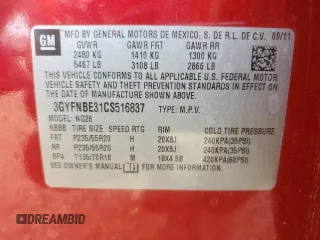 GM
MFD BY GENERAL MOTORS DE MEXICO, S. DE R.L. DE C.V. 09/11
GVWR GAWR FRT GAWR RR
2480 KG 1410 KG 1300 KG
5467 LB 3108 LB 2866 LB
THIS VEHICLE CONFORMS TO ALL APPLICABLE U.S. FEDERAL MOTOR
VEHICLE SAFETY AND THEFT PREVENTION STANDARDS IN EFFECT ON THE
DATE OF MANUFACTURE SHOWN ABOVE.
3GYFNBE31CS516837 TYPE: M.P.V.
MODEL: NG26
NBBB TIRE SIZE SPEED RTG RIM COLD TIRE PRESSURE
FRT P235/55R20 H 20X8J 240KPA(35PSI)
RR P235/55R20 H 20X8J 240KPA(35PSI)
SPA T135/70R18 M 18X4.5B 420KPA(60PSI)
SEE OWNER'S MANUAL FOR MORE INFORMATION.
DREAMBID